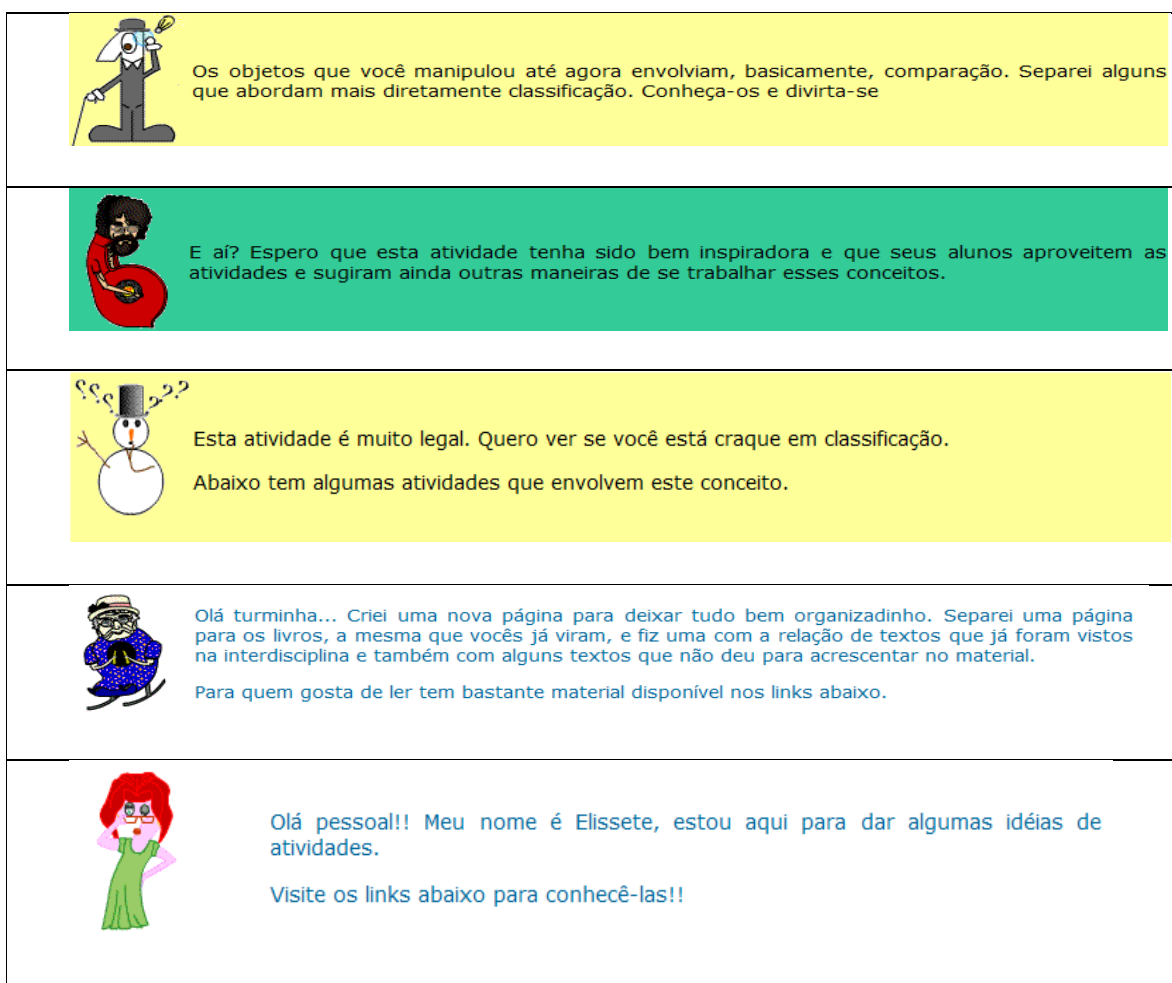 Os objetos que você manipulou até agora envolviam, basicamente, comparação. Separei alguns
que abordam mais diretamente classificação. Conheça-os e divirta-se
E aí? Espero que esta atividade tenha sido bem inspiradora e que seus alunos aproveitem as
atividades e sugiram ainda outras maneiras de se trabalhar esses conceitos.
???
???
Esta atividade é muito legal. Quero ver se você está craque em classificação.
Abaixo tem algumas atividades que envolvem este conceito.
Olá turminha... Criei uma nova página para deixar tudo bem organizadinho. Separei uma página
para os livros, a mesma que vocês já viram, e fiz uma com a relação de textos que já foram vistos
na interdisciplina e também com alguns textos que não deu para acrescentar no material.
Para quem gosta de ler tem bastante material disponível nos links abaixo.
Olá pessoal!! Meu nome é Elissete, estou aqui para dar algumas idéias de
atividades.
Visite os links abaixo para conhecê-las!!